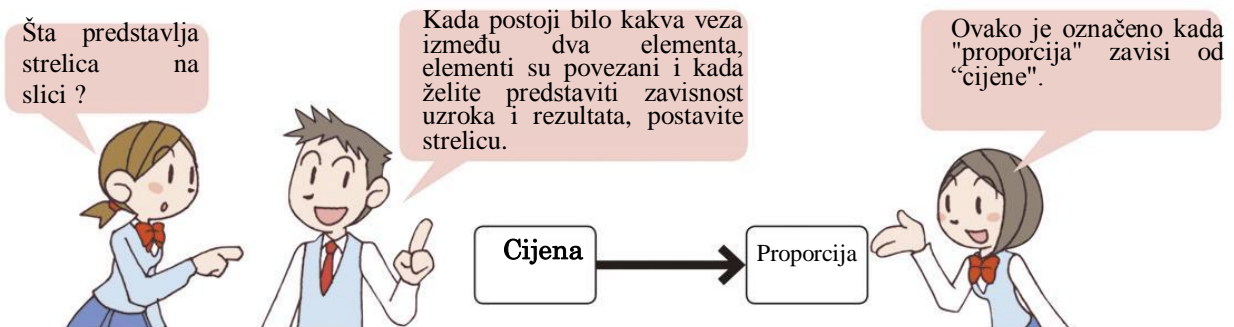 Šta predstavlja
strelica na
slici ?
Kada postoji bilo kakva veza
između dva elementa,
elementi su povezani i kada
želite predstaviti zavisnost
uzroka i rezultata, postavite
strelicu.
Ovako je označeno kada
"proporcija" zavisi od
“cijene".
Cijena
Proporcija